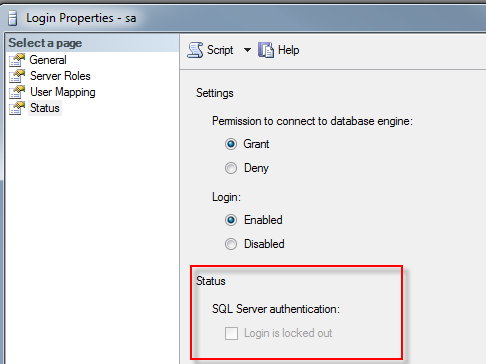 Login Properties - sa
Select a page
General
Server Roles
User Mapping
Status
Script
Help
Settings
Permission to connect to database engine:
Grant
Deny
Login:
Enabled
Disabled
Status
SQL Server authentication:
Login is locked out